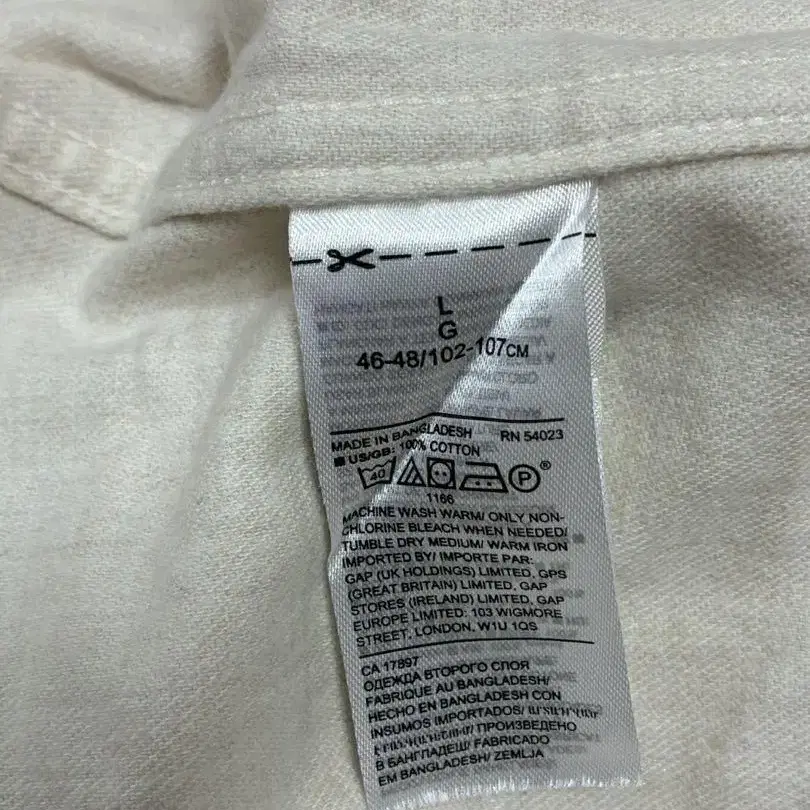 L
G
46-48/102-107CM
MADE IN BANGLADESH RN 54023
US/GB: 100% COTTON
40 P ®
1166
MACHINE WASH WARM/ ONLY NON-
CHLORINE BLEACH WHEN NEEDED/
TUMBLE DRY MEDIUM/ WARM IRON
IMPORTED BY/ IMPORTE PAR:
GAP (UK HOLDINGS) LIMITED, GPS
(GREAT BRITAIN) LIMITED, GAP
STORES (IRELAND) LIMITED, GAP
EUROPE LIMITED: 103 WIGMORE
STREET, LONDON, W1U 1QS
CA 17897
ОДЕЖДА ВТОРОГО СЛОЯ
FABRIQUE AU BANGLADESH/
HECHO EN BANGLADESH CON
INSUMOS IMPORTADOS/
ПРОИЗВЕДЕНО
В БАНГЛАДЕШ/ FABRICADO
EM BANGLADESH/ ZEMLJA